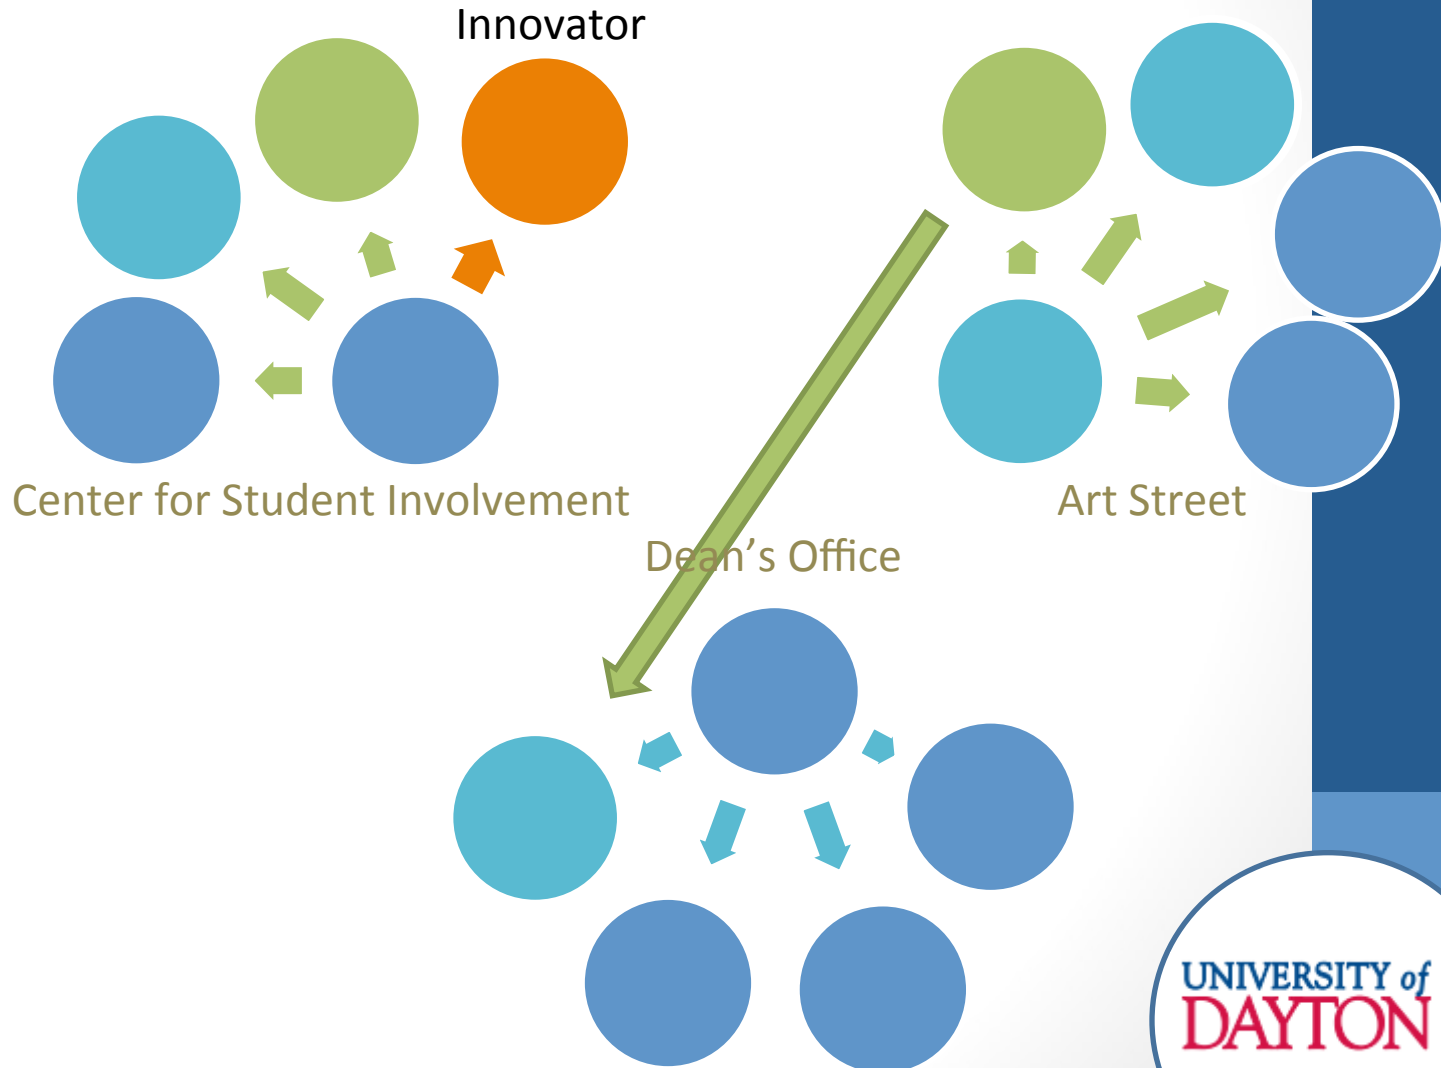 Innovator
Center for Student Involvement
Art Street
Dean’s Office
UNIVERSITY of
DAYTON